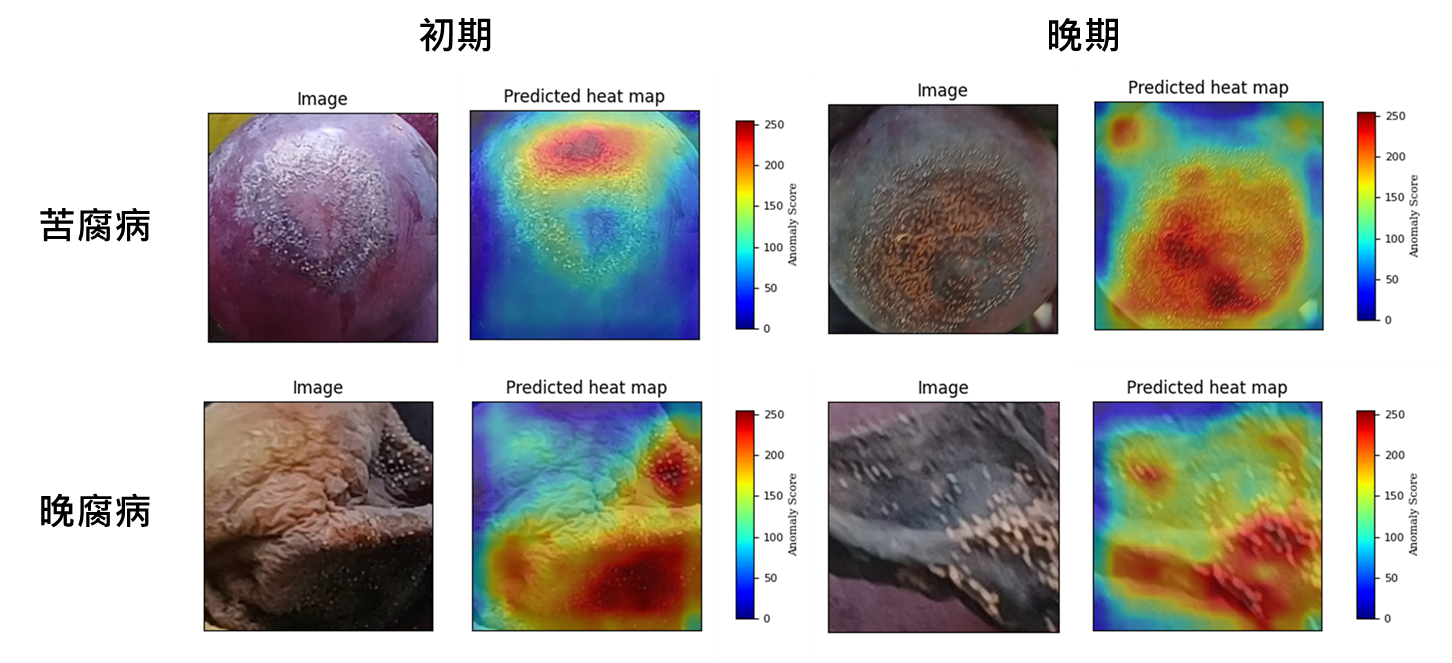 初期
晚期
苦腐病
Image
Predicted heat map
250
200
150
100
50
0
Anomaly Score
Image
Predicted heat map
250
200
150
100
50
0
Anomaly Score
晚腐病
Image
Predicted heat map
250
200
150
100
50
0
Anomaly Score
Image
Predicted heat map
250
200
150
100
50
0
Anomaly Score